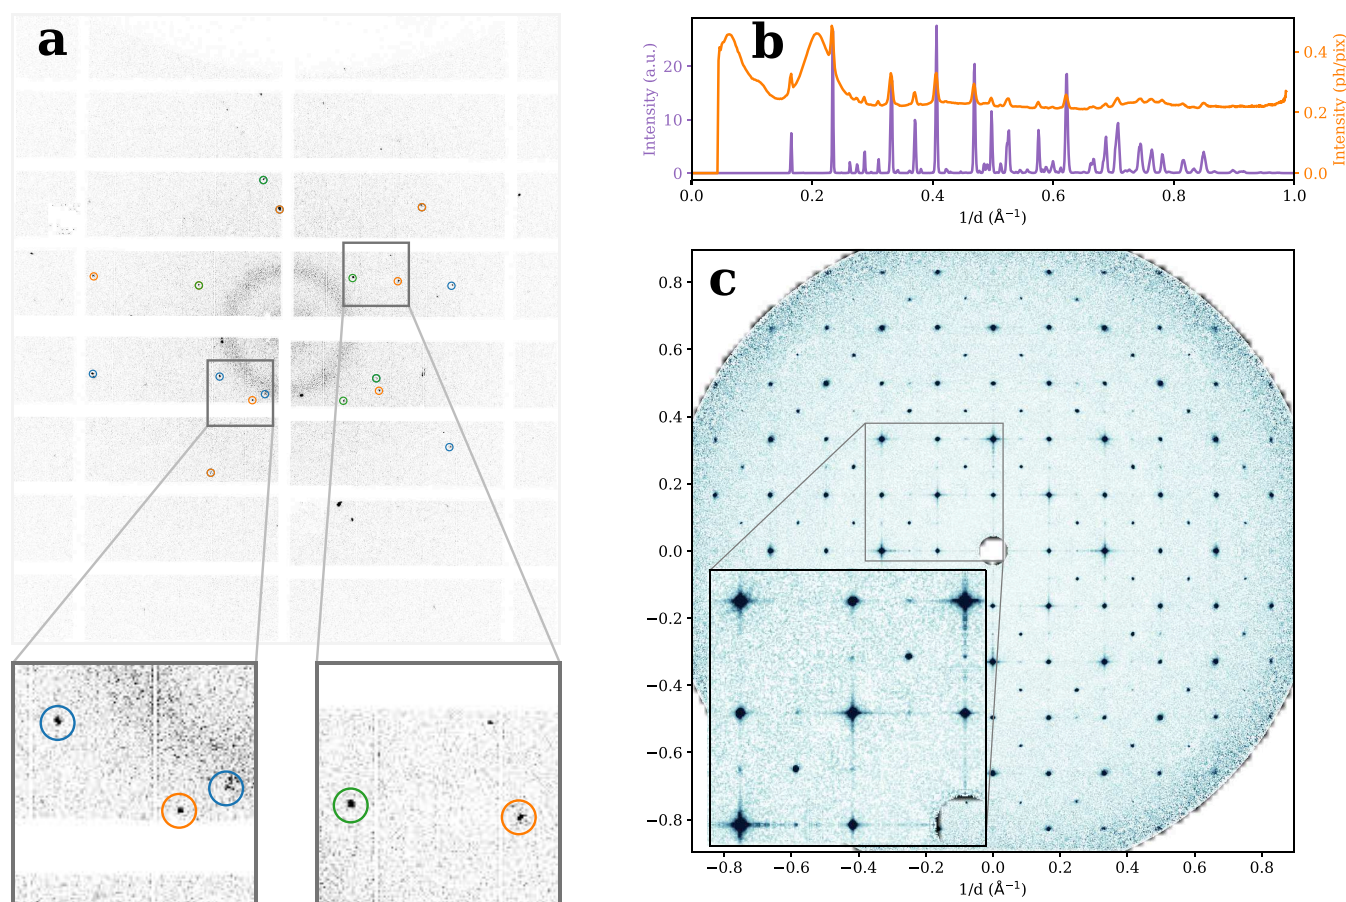 a
b
Intensity (a.u.)
20
10
0
0.4
0.2
0.0
Intensity (ph/pix)
0.0 0.2 0.4 0.6 0.8 1.0
1/d (Å⁻¹)
c
0.8
0.6
0.4
0.2
0.0
−0.2
−0.4
−0.6
−0.8
−0.8 −0.6 −0.4 −0.2 0.0 0.2 0.4 0.6 0.8
1/d (Å⁻¹)